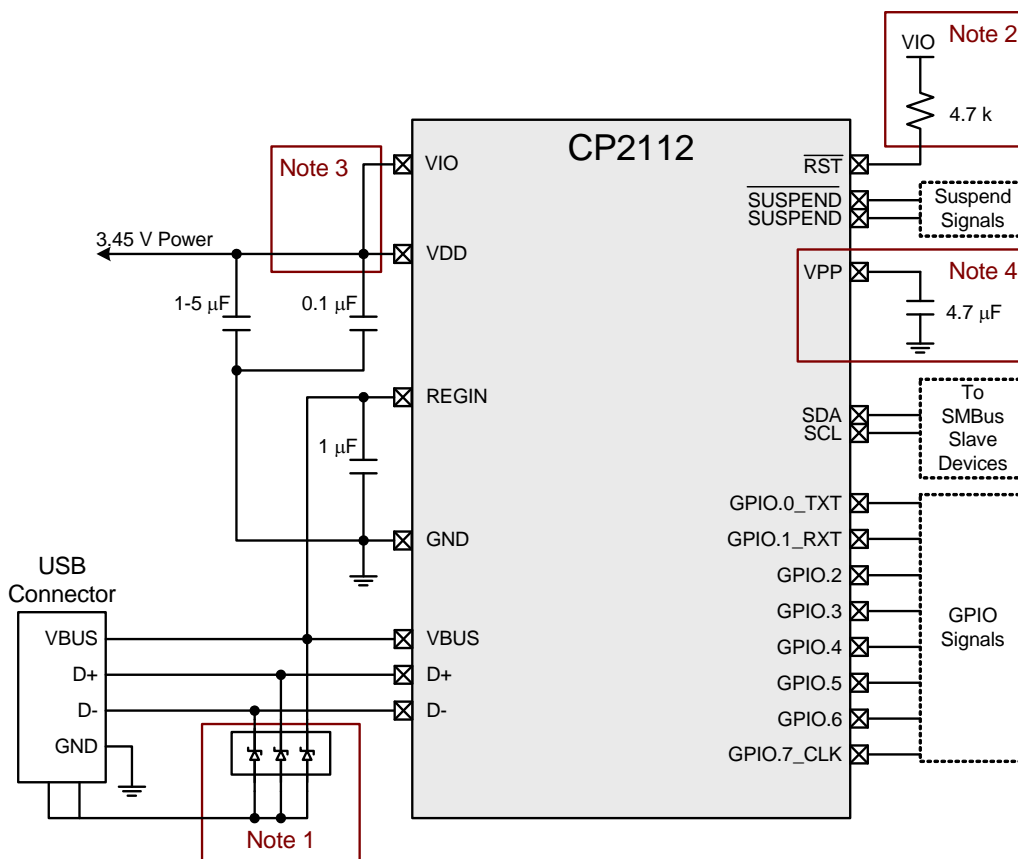 Note 2
VIO
4.7 k
CP2112
Note 3
VIO
RST
SUSPEND
SUSPEND
Suspend
Signals
3.45 V Power
VDD
VPP
Note 4
1-5 μF
0.1 μF
4.7 μF
REGIN
To
SMBus
Slave
Devices
SDA
SCL
1 μF
GPIO.0_TXT
GND
GPIO.1_RXT
USB
Connector
GPIO.2
GPIO.3
GPIO
Signals
VBUS
VBUS
GPIO.4
D+
D+
GPIO.5
D-
D-
GPIO.6
GND
GPIO.7_CLK
Note 1